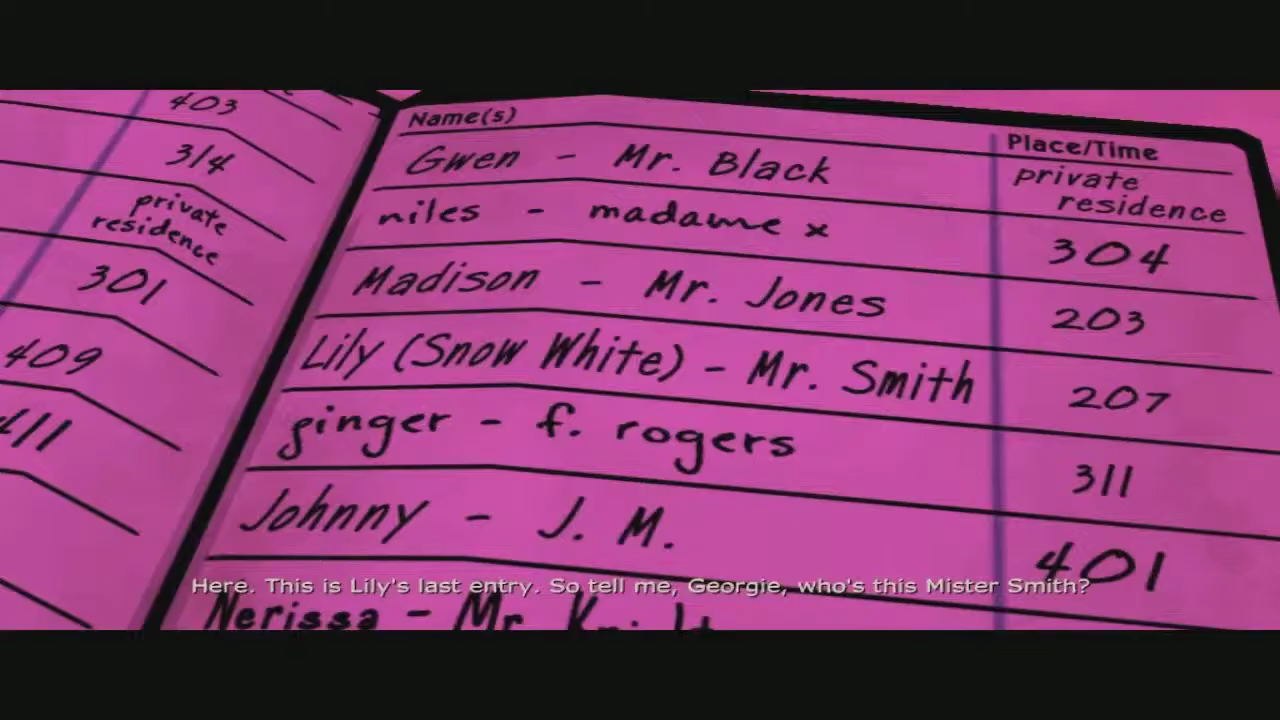 403
314
private
residence
301
409
411
Name(s)
Place/Time
Gwen - Mr. Black
private
residence
niles - madame x
304
Madison - Mr. Jones
203
Lily (Snow White) - Mr. Smith
207
ginger - f. rogers
311
Johnny - J. M.
401
Nerissa - Mr.
Here. This is Lily's last entry. So tell me, Georgie, who's this Mister Smith?